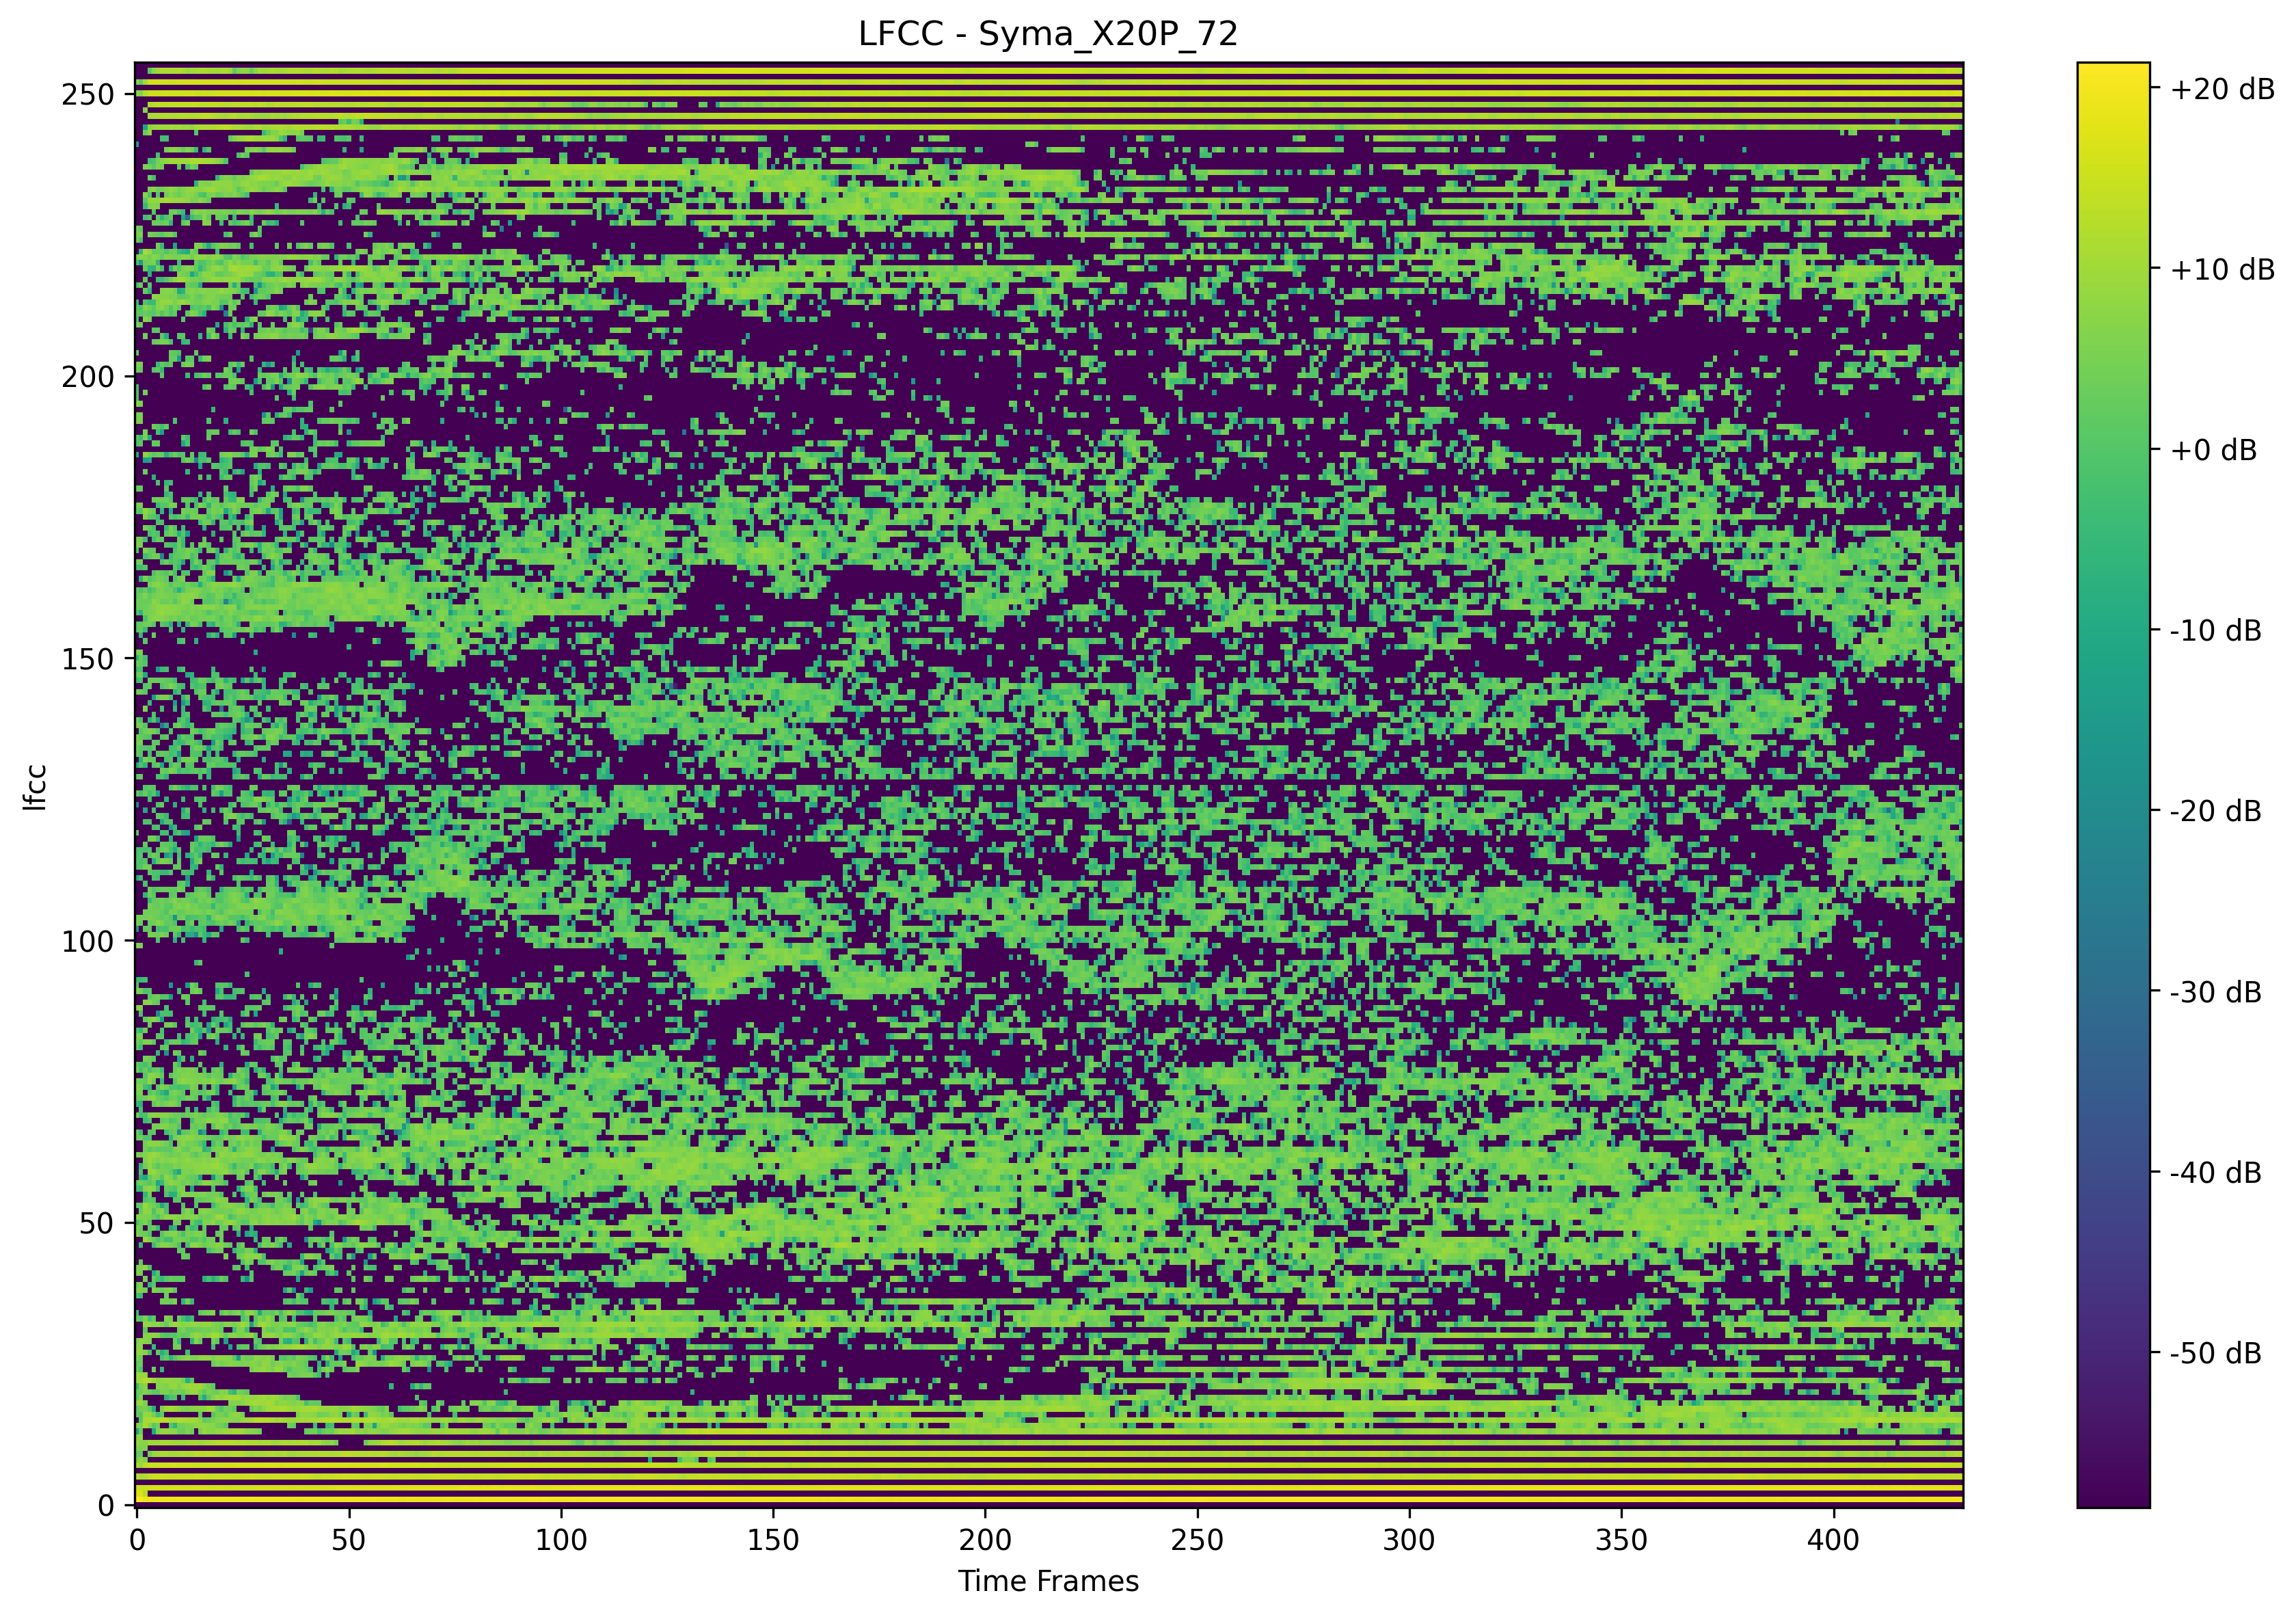 LFCC - Syma_X20P_72
250
200
150
100
50
0
lfcc
0 50 100 150 200 250 300 350 400
Time Frames
+20 dB
+10 dB
+0 dB
-10 dB
-20 dB
-30 dB
-40 dB
-50 dB